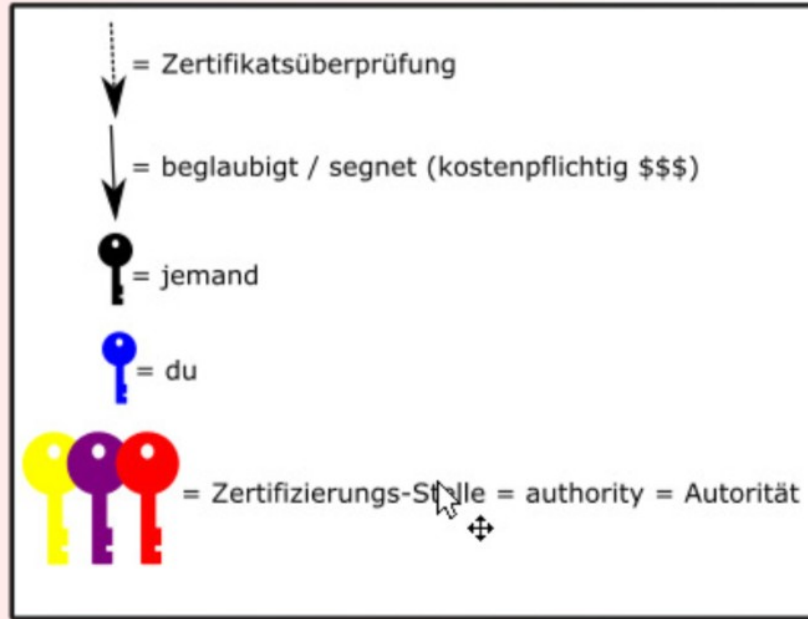 = Zertifikatsüberprüfung
= beglaubigt / segnet (kostenpflichtig $$$)
= jemand
= du
= Zertifizierungs-Stelle = authority = Autorität